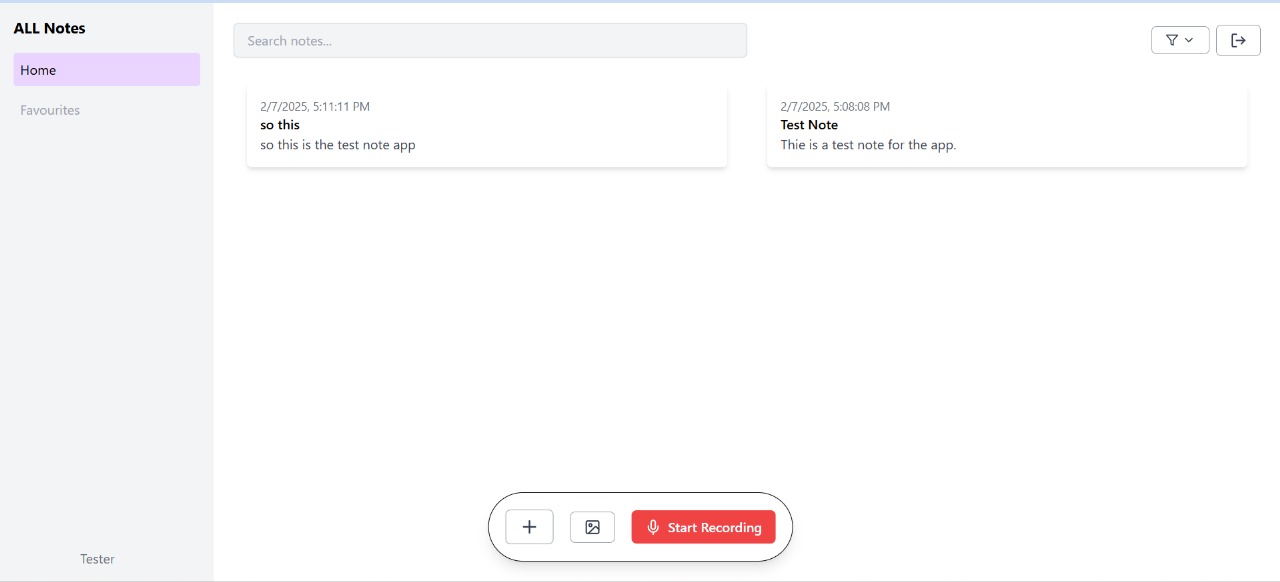 ALL Notes
Home
Favourites
Tester
Search notes...
2/7/2025, 5:11:11 PM
so this
so this is the test note app
2/7/2025, 5:08:08 PM
Test Note
Thie is a test note for the app.
Start Recording